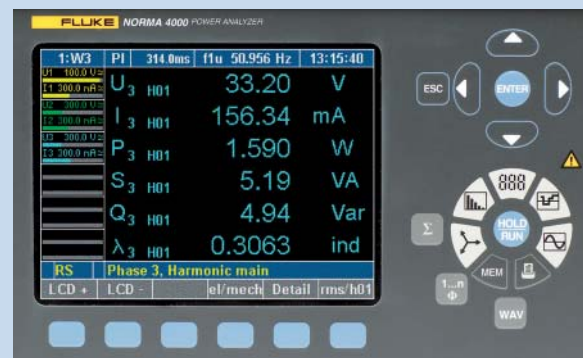 FLUKE NORMA 4000 POWER ANALYZER
1:W3 PI 314.0ms f1u 50.956 Hz 13:15:40
U1 100.0 V
I1 300.0 mA
U2 300.0 V
I2 300.0 mA
U3 300.0 V
I3 300.0 mA
U3 H01 33.20 V
I3 H01 156.34 mA
P3 H01 1.590 W
S3 H01 5.19 VA
Q3 H01 4.94 Var
λ3 H01 0.3063 ind
RS Phase 3, Harmonic main
LCD + LCD - el/mech Detail rms/h01
ESC ENTER
888
Σ HOLD RUN
1...n Φ MEM
WAV